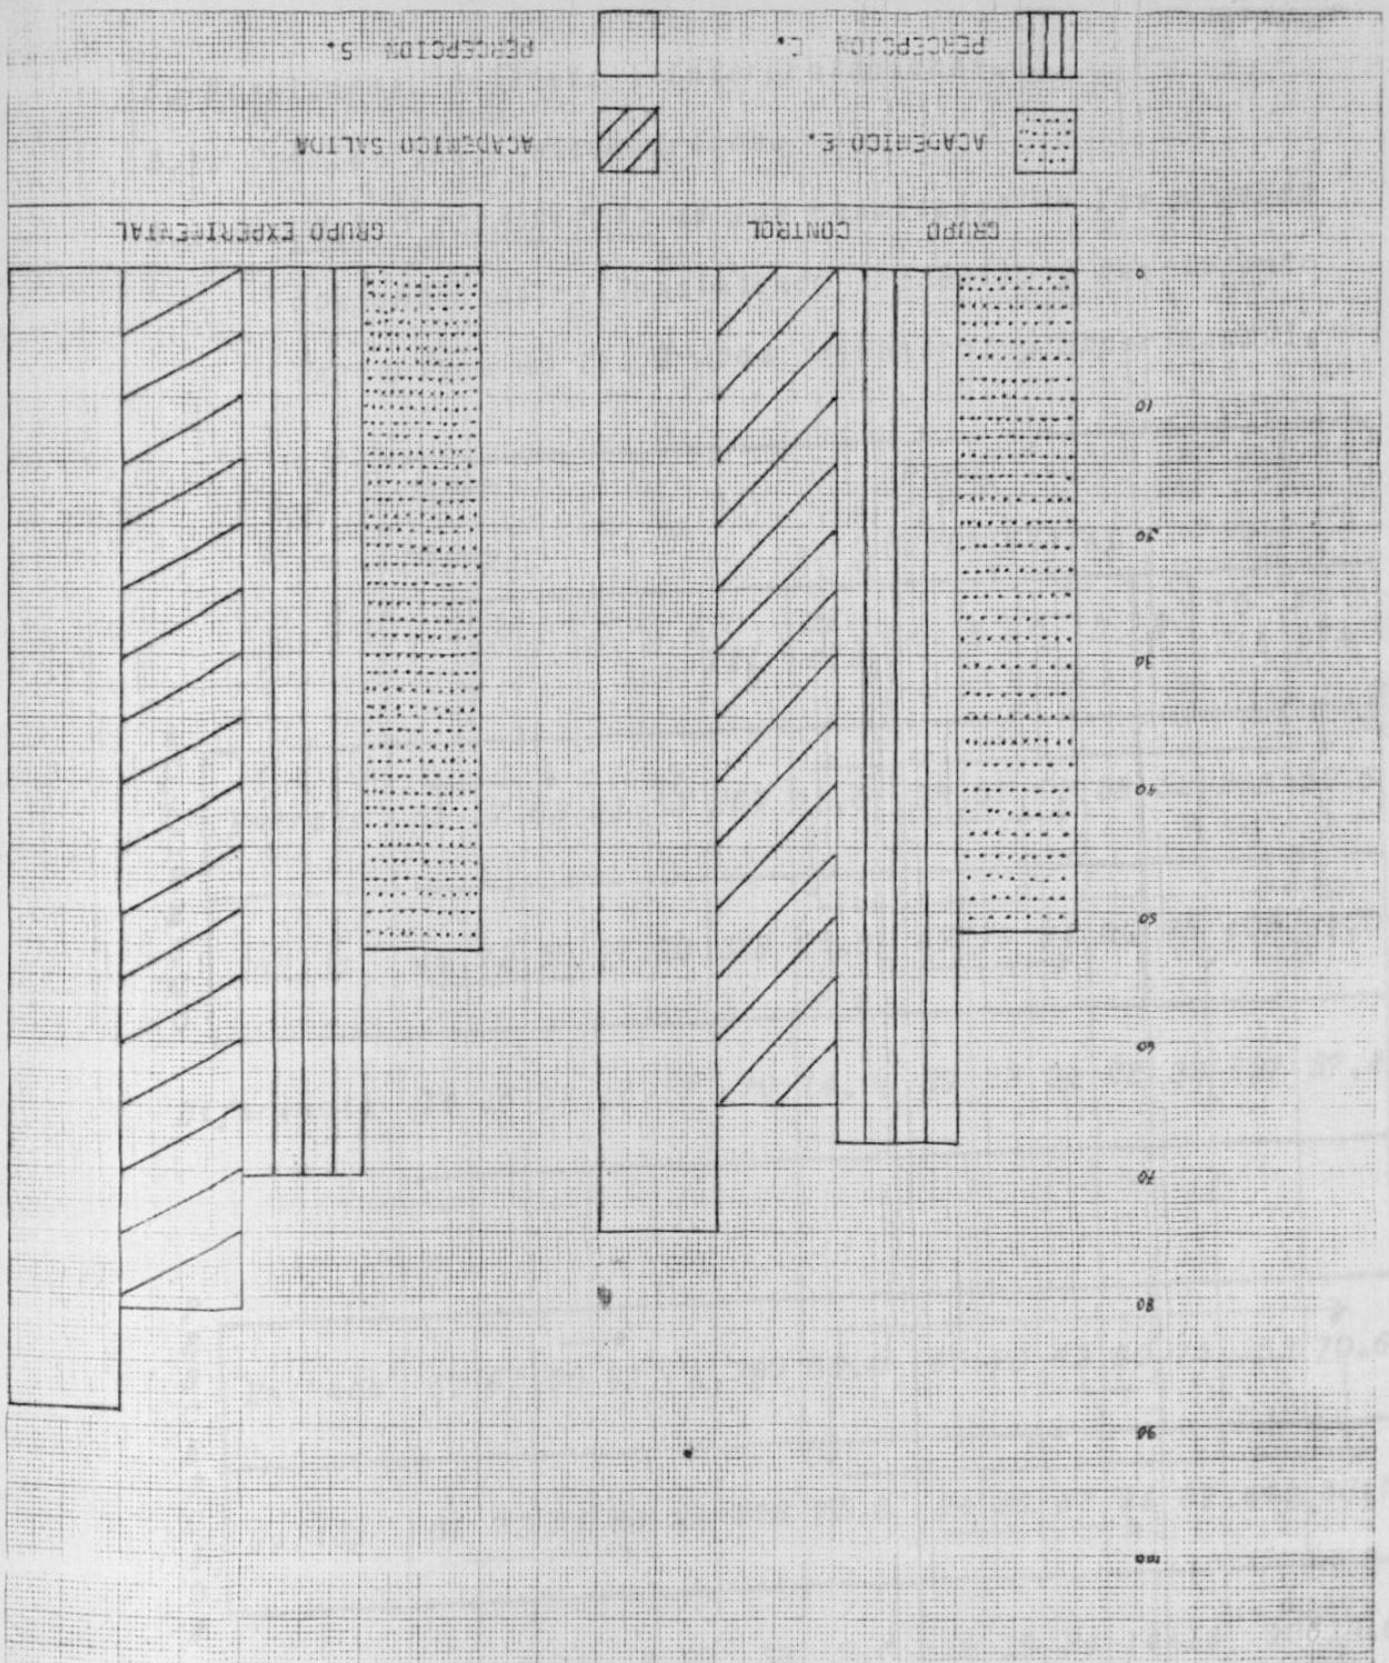 100
90
80
70
60
50
40
30
20
10
0
GRUPO CONTROL
GRUPO EXPERIMENTAL
ACADEMICO E.
ACADEMICO SALIDA
PERCEPCION E.
PERCEPCION S.